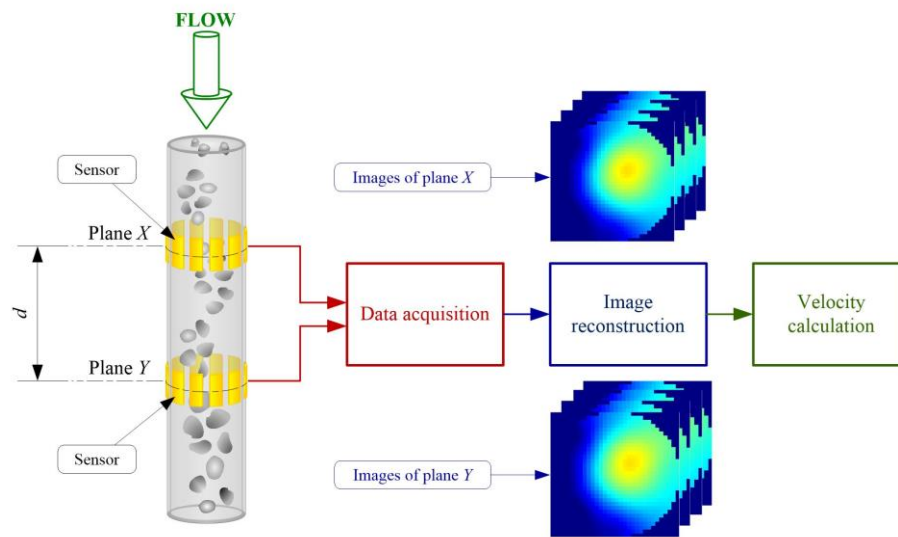 FLOW
Sensor
Plane X
d
Plane Y
Sensor
Images of plane X
Data acquisition
Image
reconstruction
Velocity
calculation
Images of plane Y